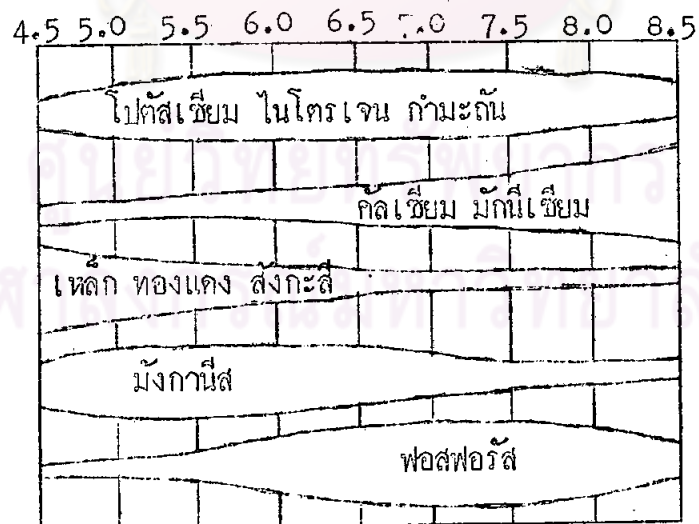 4.5 5.0 5.5 6.0 6.5 7.0 7.5 8.0 8.5
โปตัสเซียม ไนโตรเจน กำมะถัน
คัลเซียม มักนีเซียม
เหล็ก ทองแดง สังกะสี
มังกานีส
ฟอสฟอรัส